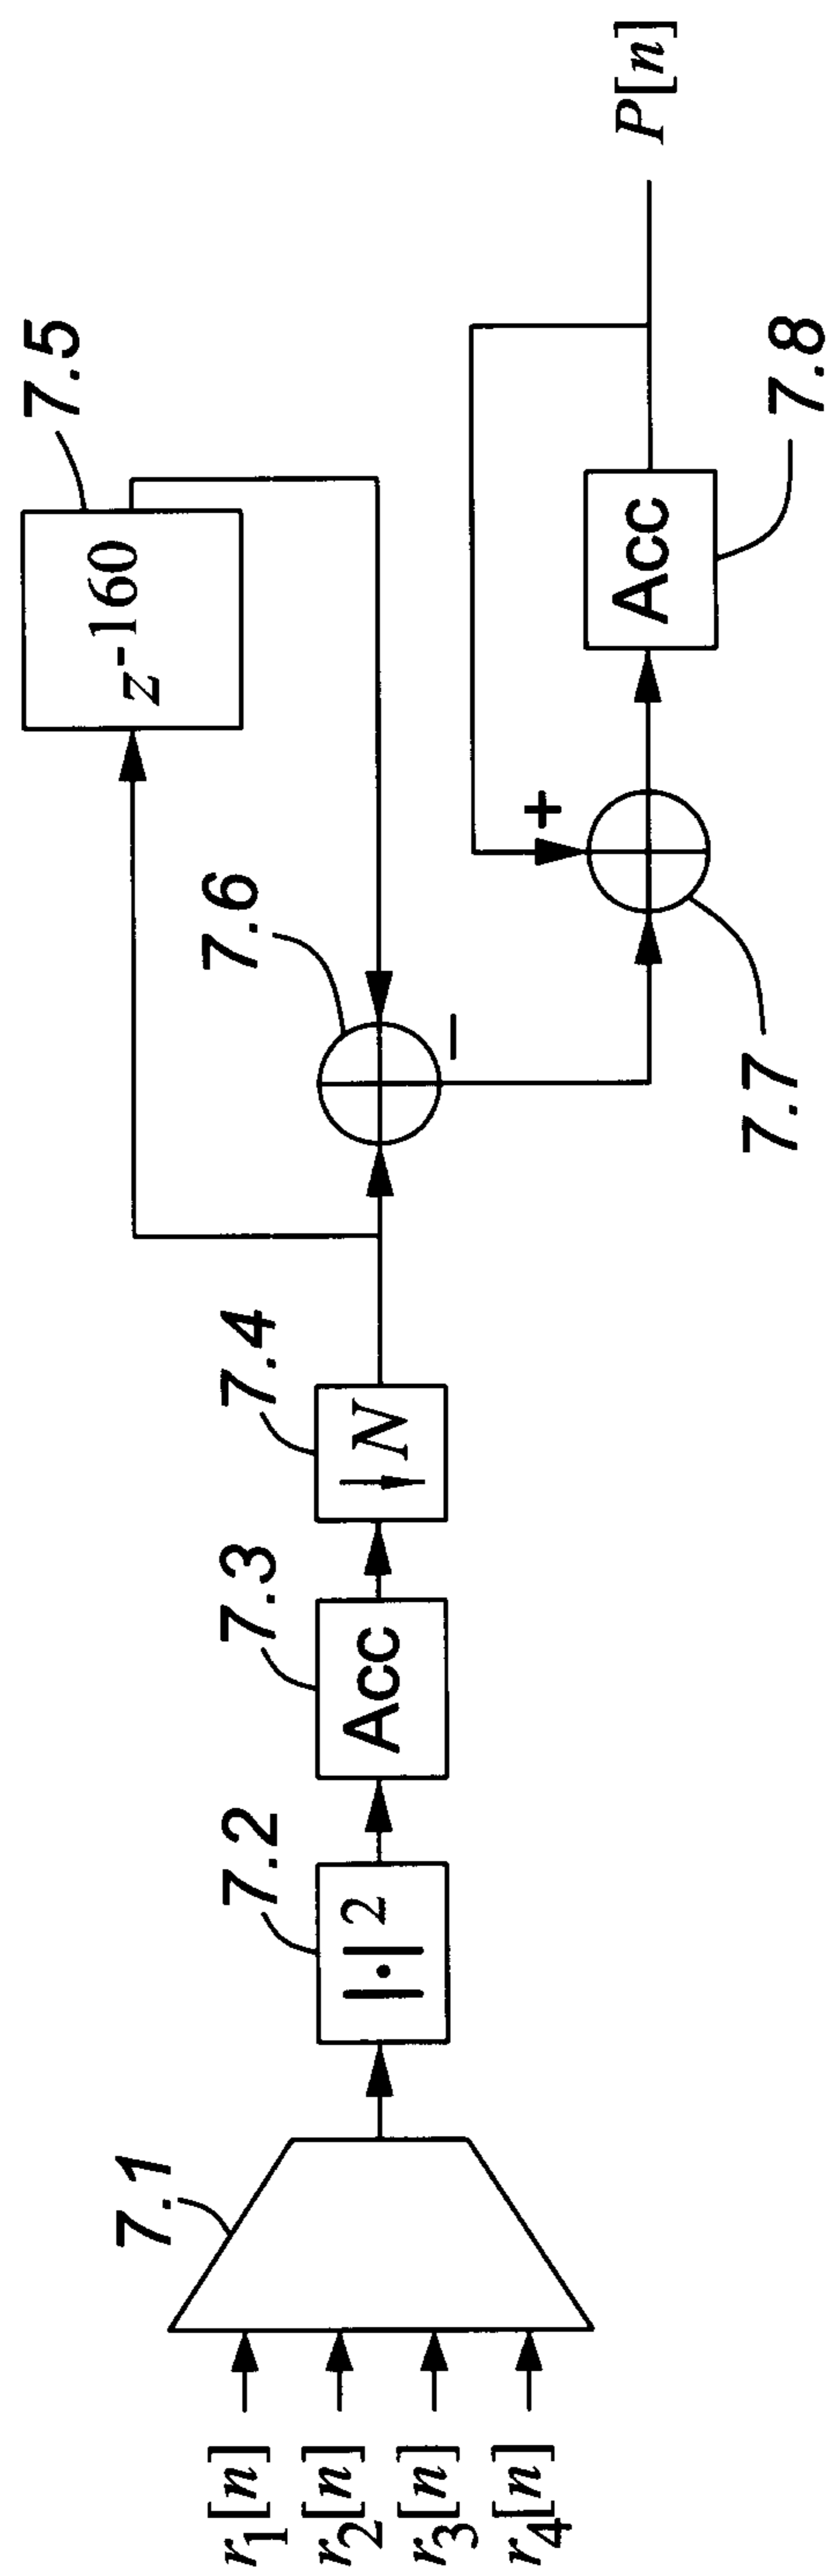 r1[n]
r2[n]
r3[n]
r4[n]
7.1
|·|2
7.2
Acc
7.3
↓N
7.4
z-160
7.5
7.6
−
+
7.7
Acc
7.8
P[n]